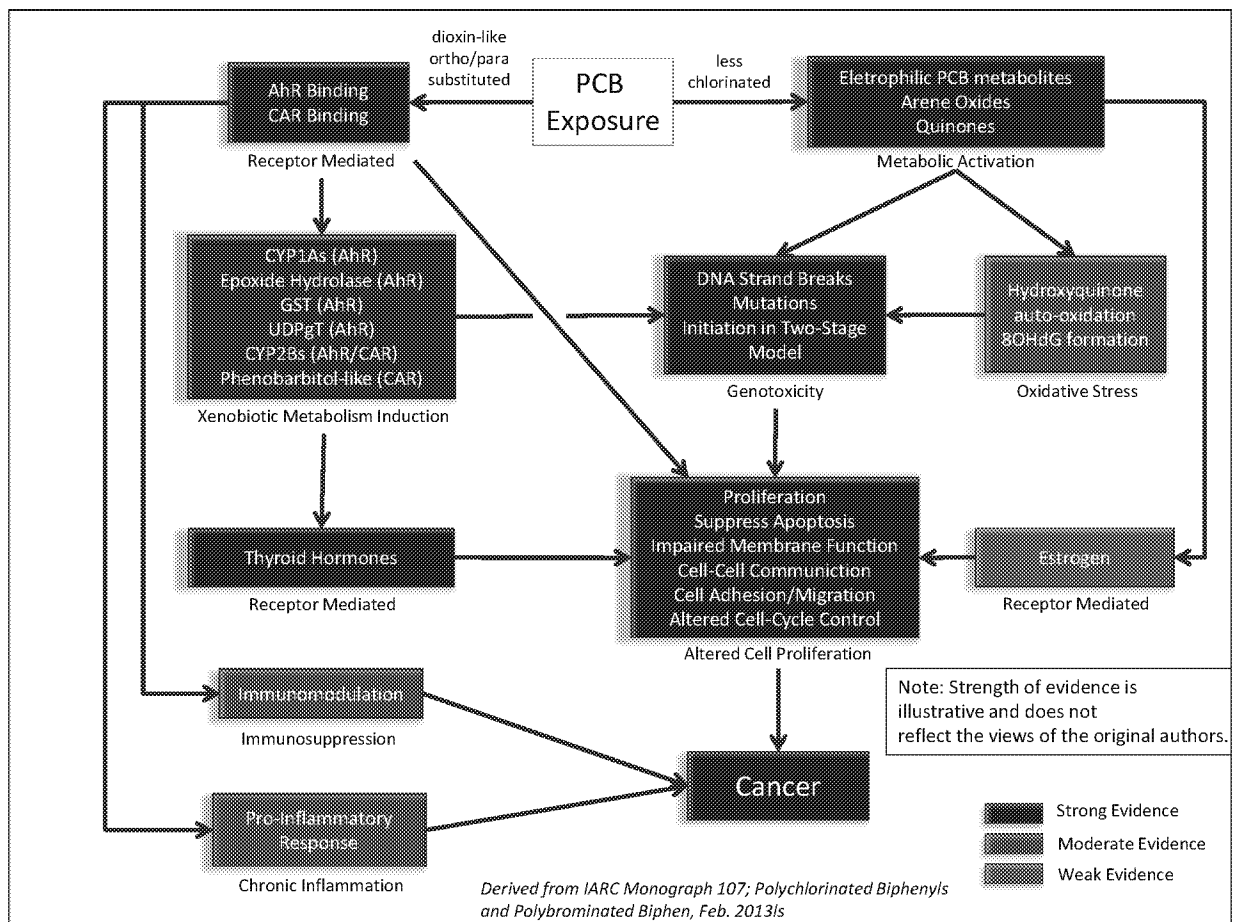 dioxin-like
ortho/para
substituted
PCB
Exposure
less
chlorinated
AhR Binding
CAR Binding
Receptor Mediated
Eletrophilic PCB metabolites
Arene Oxides
Quinones
Metabolic Activation
CYP1As (AhR)
Epoxide Hydrolase (AhR)
GST (AhR)
UDPgT (AhR)
CYP2Bs (AhR/CAR)
Phenobarbitol-like (CAR)
Xenobiotic Metabolism Induction
DNA Strand Breaks
Mutations
Initiation in Two-Stage
Model
Genotoxicity
Hydroxyquinone
auto-oxidation
8OHdG formation
Oxidative Stress
Thyroid Hormones
Receptor Mediated
Proliferation
Suppress Apoptosis
Impaired Membrane Function
Cell-Cell Communiction
Cell Adhesion/Migration
Altered Cell-Cycle Control
Altered Cell Proliferation
Estrogen
Receptor Mediated
Immunomodulation
Immunosuppression
Note: Strength of evidence is
illustrative and does not
reflect the views of the original authors.
Cancer
Pro-Inflammatory
Response
Chronic Inflammation
Strong Evidence
Moderate Evidence
Weak Evidence
Derived from IARC Monograph 107; Polychlorinated Biphenyls
and Polybrominated Biphen, Feb. 2013ls